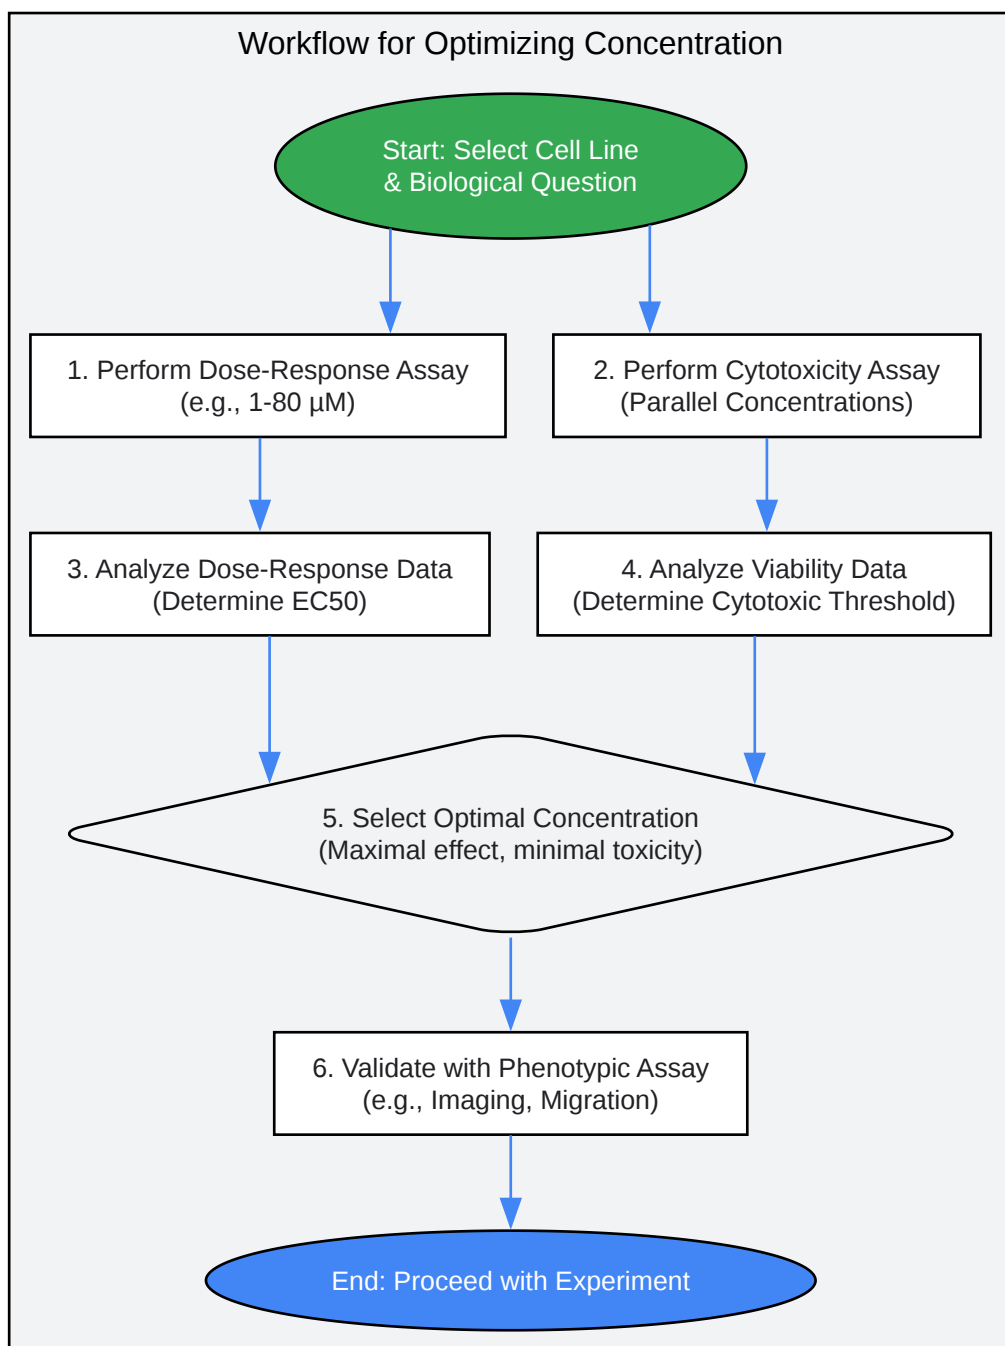 Workflow for Optimizing Concentration
Start: Select Cell Line
& Biological Question
1. Perform Dose-Response Assay
(e.g., 1-80 µM)
2. Perform Cytotoxicity Assay
(Parallel Concentrations)
3. Analyze Dose-Response Data
(Determine EC50)
4. Analyze Viability Data
(Determine Cytotoxic Threshold)
5. Select Optimal Concentration
(Maximal effect, minimal toxicity)
6. Validate with Phenotypic Assay
(e.g., Imaging, Migration)
End: Proceed with Experiment